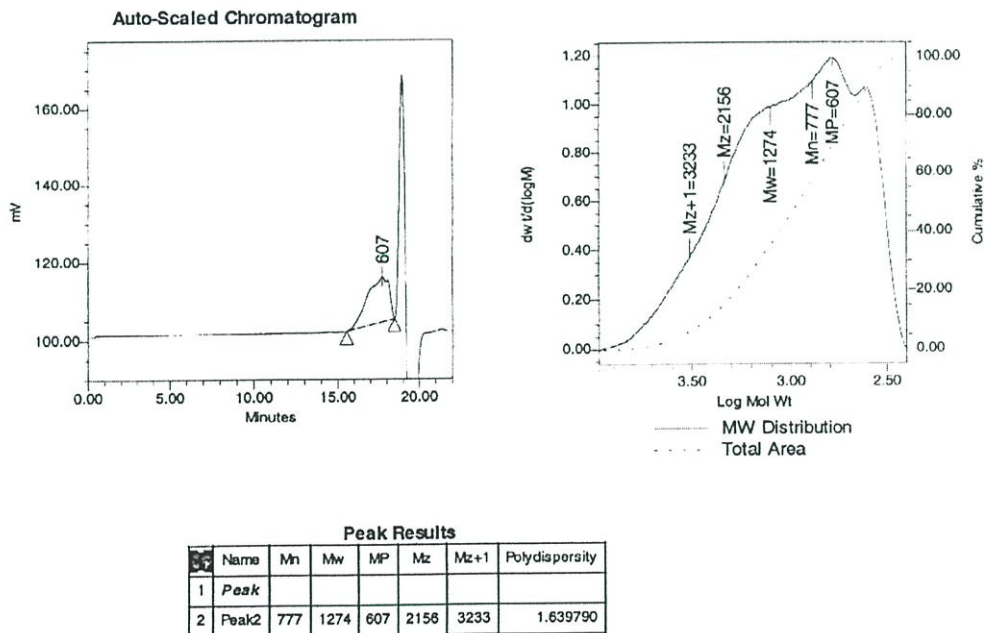 Auto-Scaled Chromatogram
160.00
140.00
120.00
100.00
mV
607
0.00 5.00 10.00 15.00 20.00
Minutes
1.20
1.00
0.80
0.60
0.40
0.20
0.00
dwt/d(logM)
Mz+1=3233
Mz=2156
Mw=1274
Mn=777
MP=607
100.00
80.00
60.00
40.00
20.00
0.00
Cumulative %
3.50 3.00 2.50
Log Mol Wt
MW Distribution
Total Area
Peak Results
Name Mn Mw MP Mz Mz+1 Polydispersity
1 Peak
2 Peak2 777 1274 607 2156 3233 1.639790